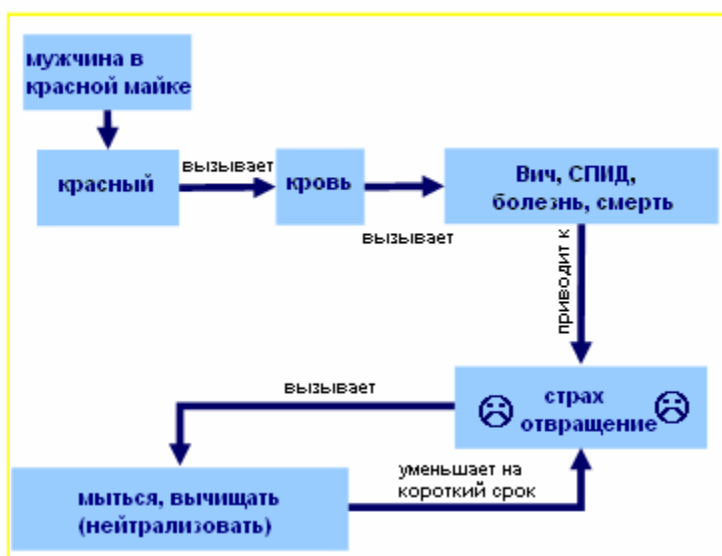 мужчина в
красной майке
красный
вызывает
кровь
вызывает
Вич, СПИД,
болезнь, смерть
приводит к
страх
отвращение
вызывает
мыться, вычищать
(нейтрализовать)
уменьшает на
короткий срок